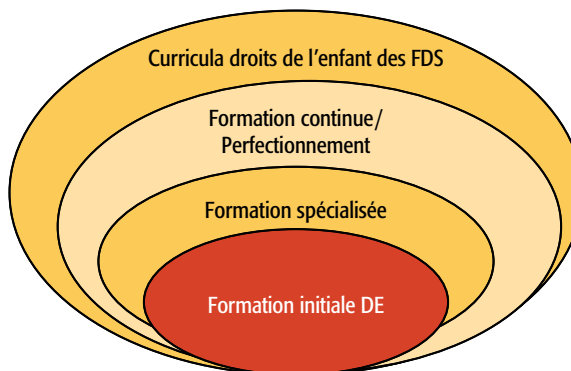 Curricula droits de l'enfant des FDS
Formation continue/
Perfectionnement
Formation spécialisée
Formation initiale DE